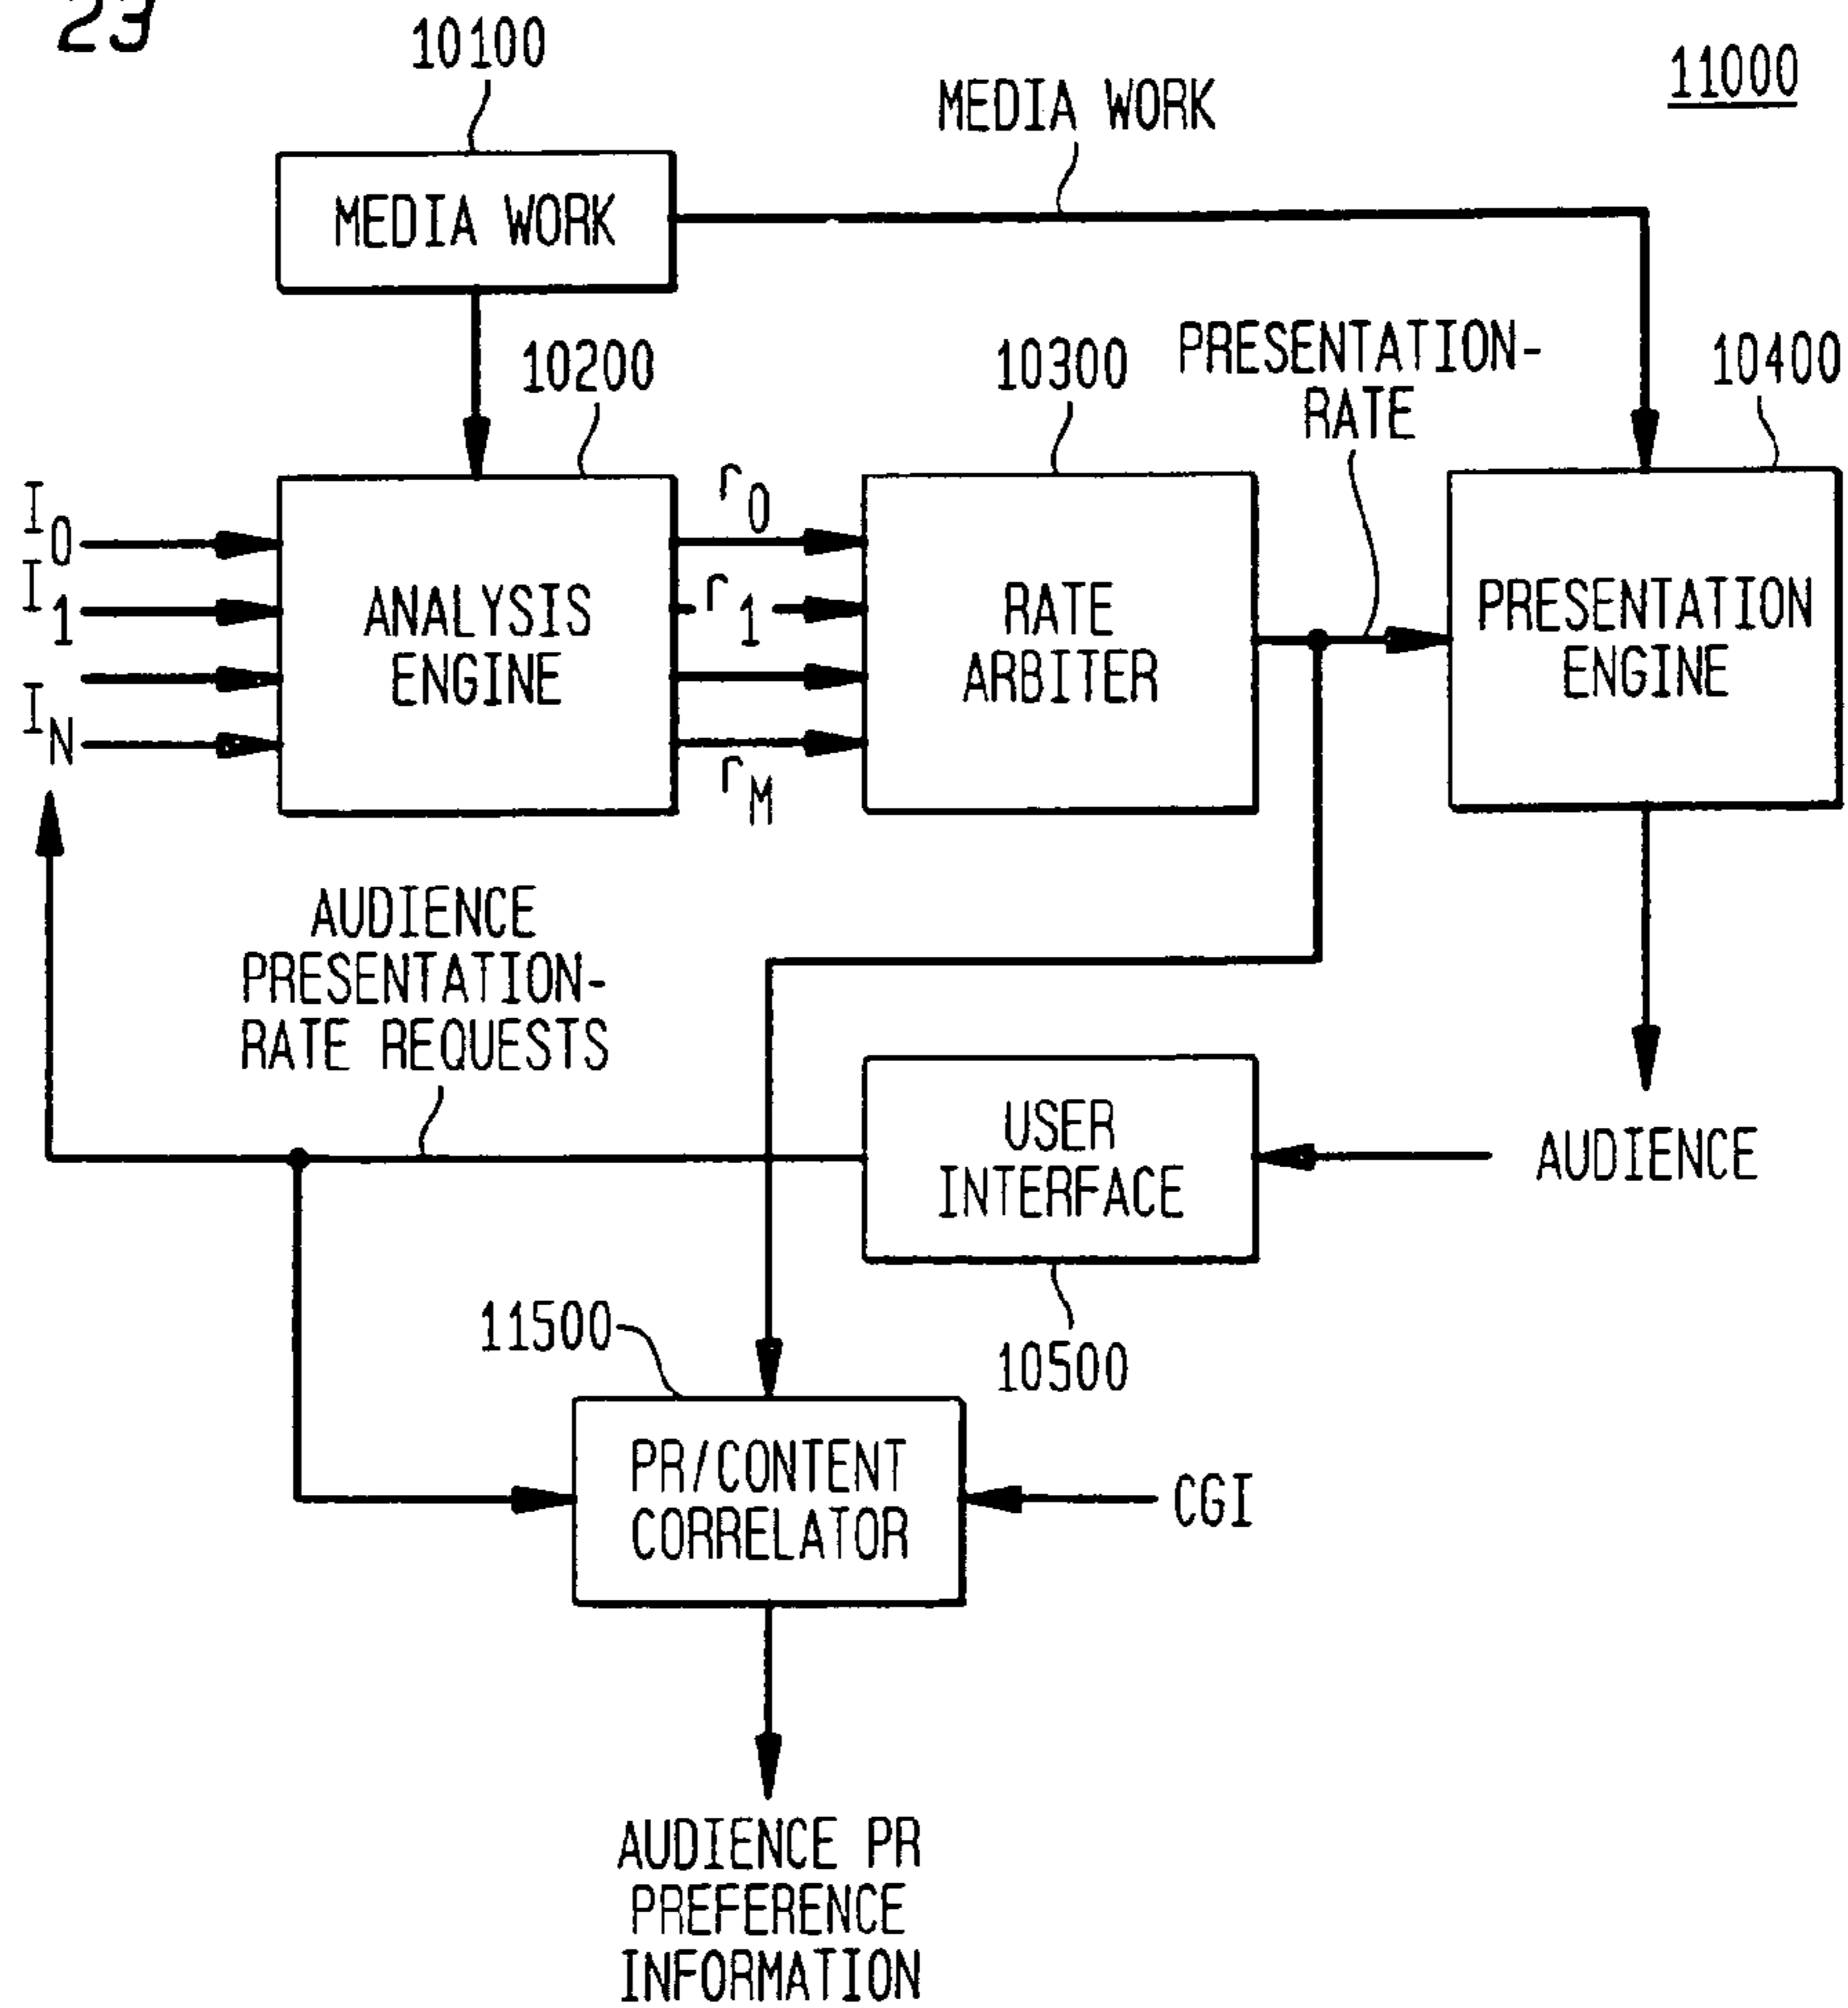 23
10100
11000
MEDIA WORK
MEDIA WORK
10200
10300
PRESENTATION-
RATE
10400
I0
I1
IN
ANALYSIS
ENGINE
r0
r1
rM
RATE
ARBITER
PRESENTATION
ENGINE
AUDIENCE
PRESENTATION-
RATE REQUESTS
USER
INTERFACE
AUDIENCE
11500
10500
PR/CONTENT
CORRELATOR
CGI
AUDIENCE PR
PREFERENCE
INFORMATION